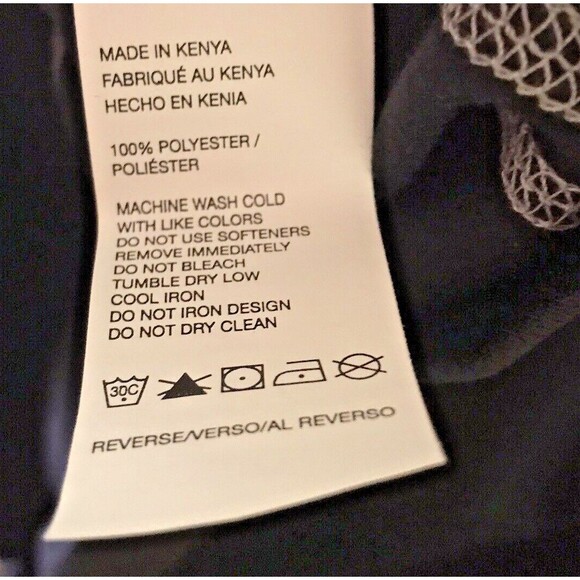 MADE IN KENYA
FABRIQUÉ AU KENYA
HECHO EN KENIA
100% POLYESTER /
POLIÉSTER
MACHINE WASH COLD
WITH LIKE COLORS
DO NOT USE SOFTENERS
REMOVE IMMEDIATELY
DO NOT BLEACH
TUMBLE DRY LOW
COOL IRON
DO NOT IRON DESIGN
DO NOT DRY CLEAN
30C
REVERSE/VERSO/AL REVERSO